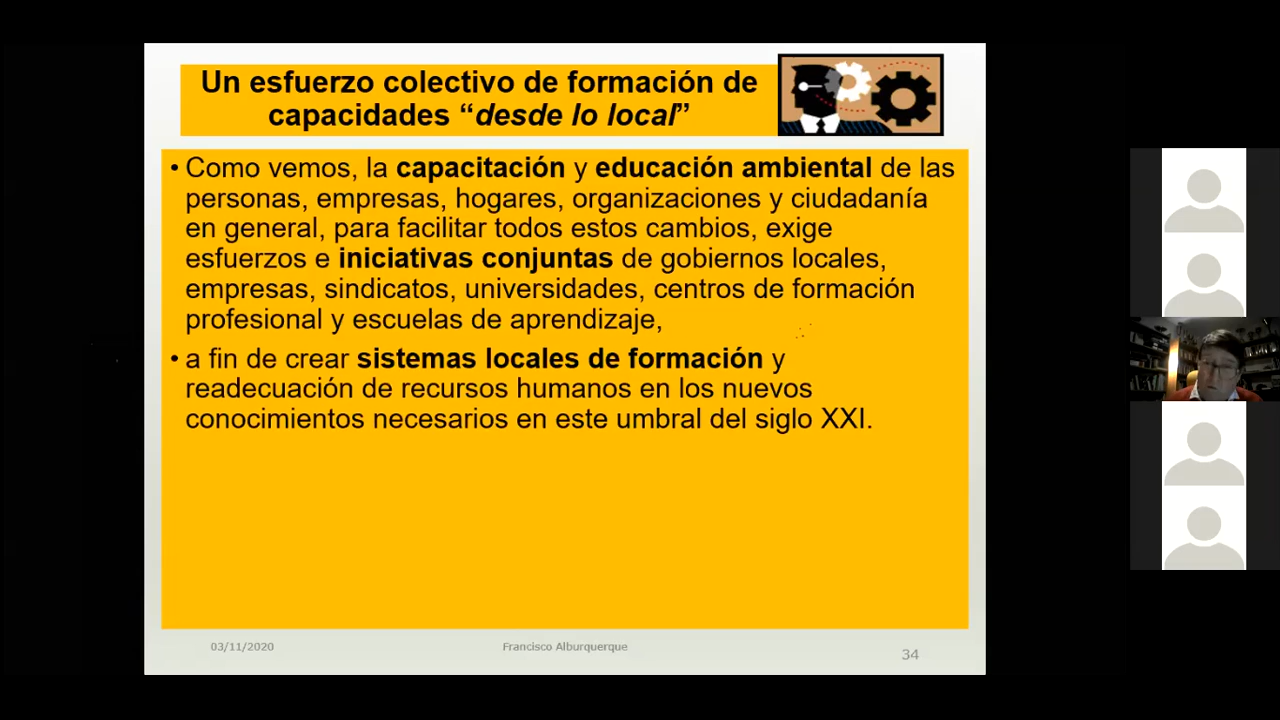 Un esfuerzo colectivo de formación de
capacidades “desde lo local”
• Como vemos, la capacitación y educación ambiental de las
personas, empresas, hogares, organizaciones y ciudadanía
en general, para facilitar todos estos cambios, exige
esfuerzos e iniciativas conjuntas de gobiernos locales,
empresas, sindicatos, universidades, centros de formación
profesional y escuelas de aprendizaje,
• a fin de crear sistemas locales de formación y
readecuación de recursos humanos en los nuevos
conocimientos necesarios en este umbral del siglo XXI.
03/11/2020
Francisco Alburquerque
34